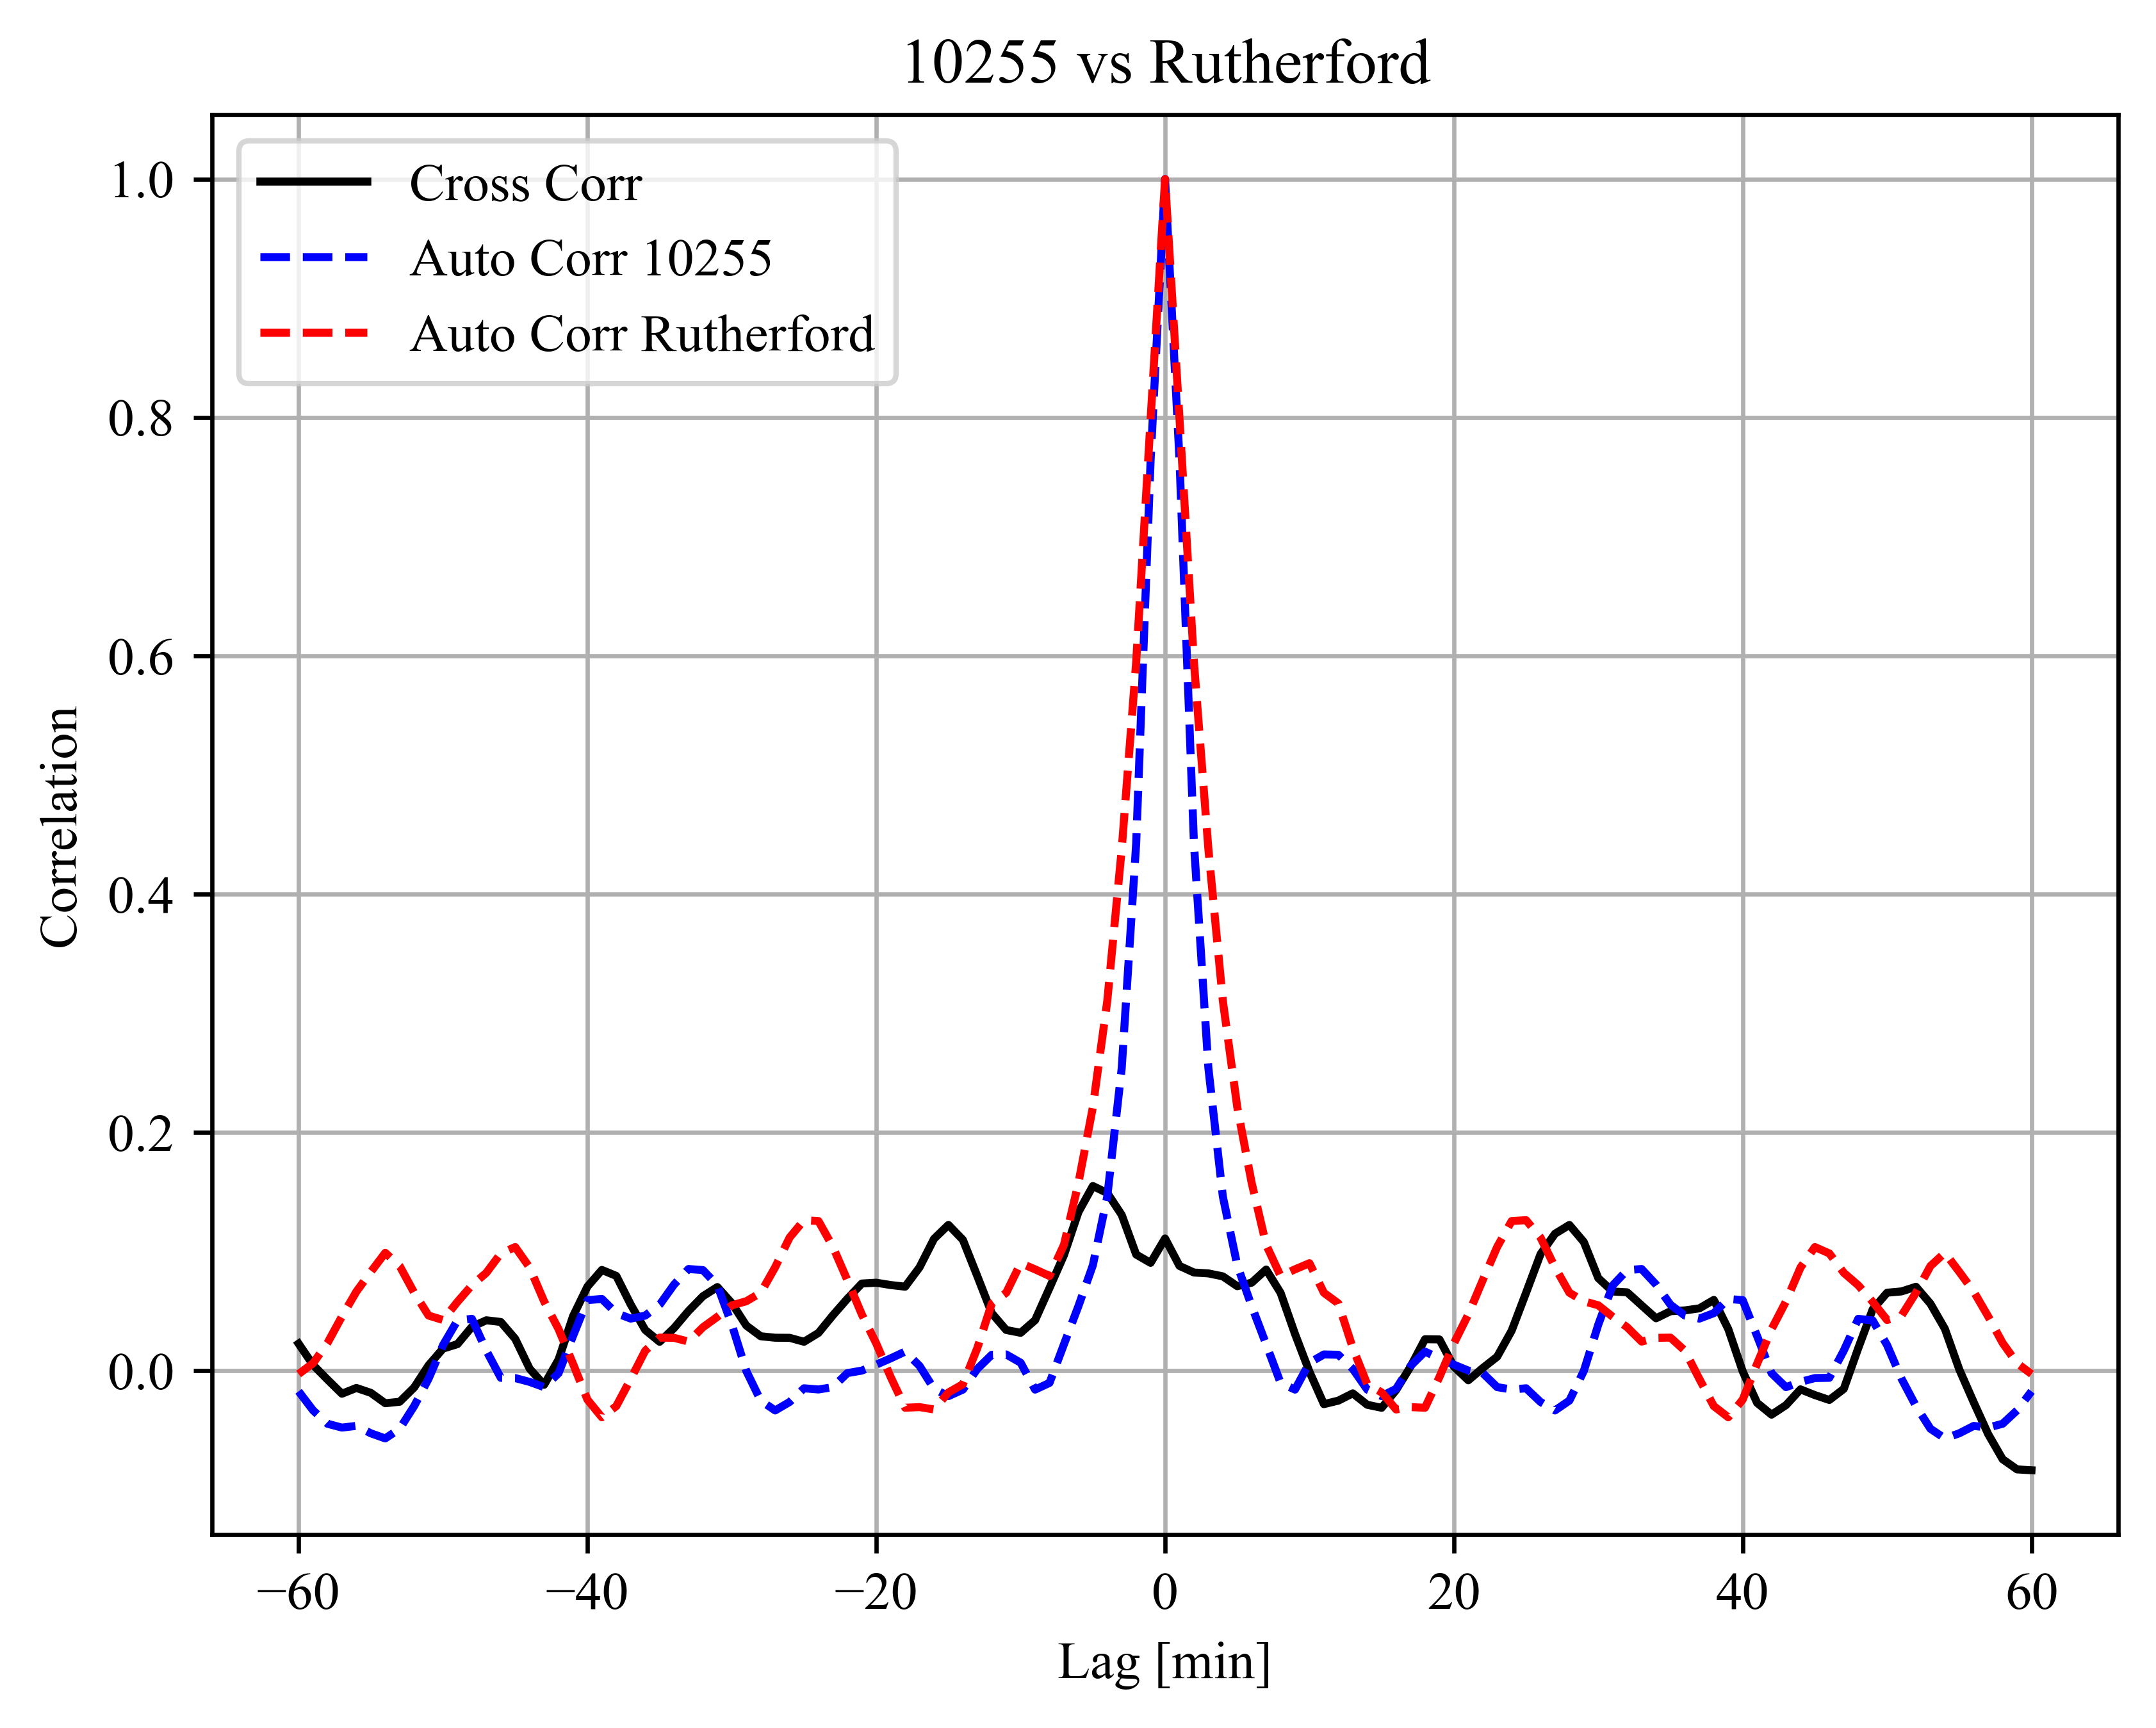 10255 vs Rutherford
Cross Corr
Auto Corr 10255
Auto Corr Rutherford
1.0
0.8
0.6
0.4
0.2
0.0
Correlation
−60 −40 −20 0 20 40 60
Lag [min]